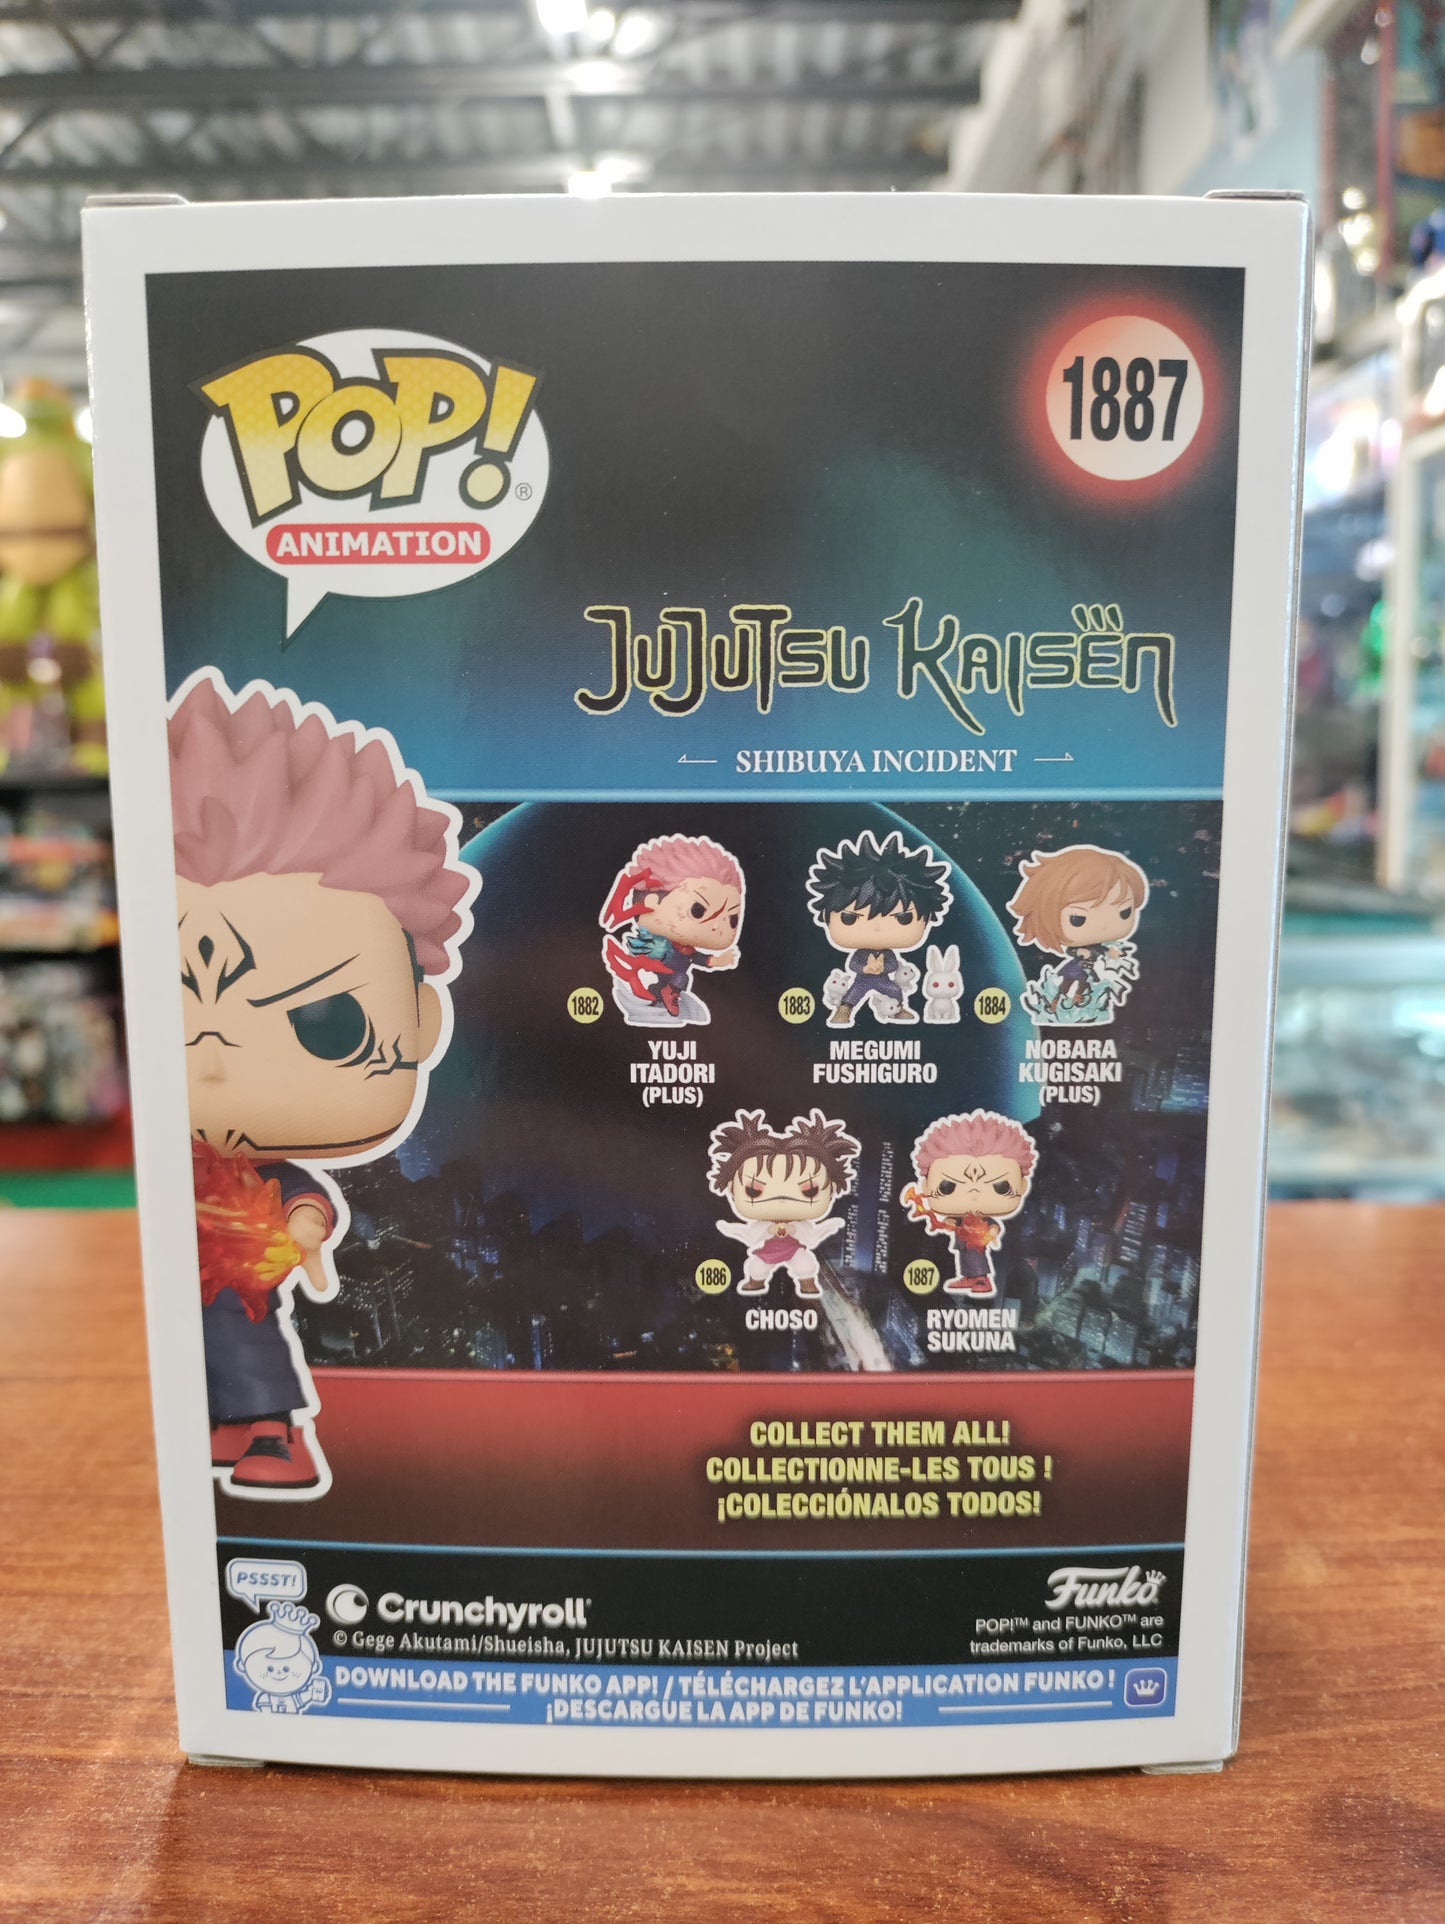 POP!®
ANIMATION
1887
JUJUTSU KAISEN
SHIBUYA INCIDENT
1882
YUJI
ITADORI
(PLUS)
1883
MEGUMI
FUSHIGURO
1884
NOBARA
KUGISAKI
(PLUS)
1886
CHOSO
1887
RYOMEN
SUKUNA
COLLECT THEM ALL!
COLLECTIONNE-LES TOUS !
¡COLECCIÓNALOS TODOS!
PSSST!
Crunchyroll
© Gege Akutami/Shueisha, JUJUTSU KAISEN Project
Funko
POP!™ and FUNKO™ are
trademarks of Funko, LLC
DOWNLOAD THE FUNKO APP! / TÉLÉCHARGEZ L'APPLICATION FUNKO !
¡DESCARGUE LA APP DE FUNKO!